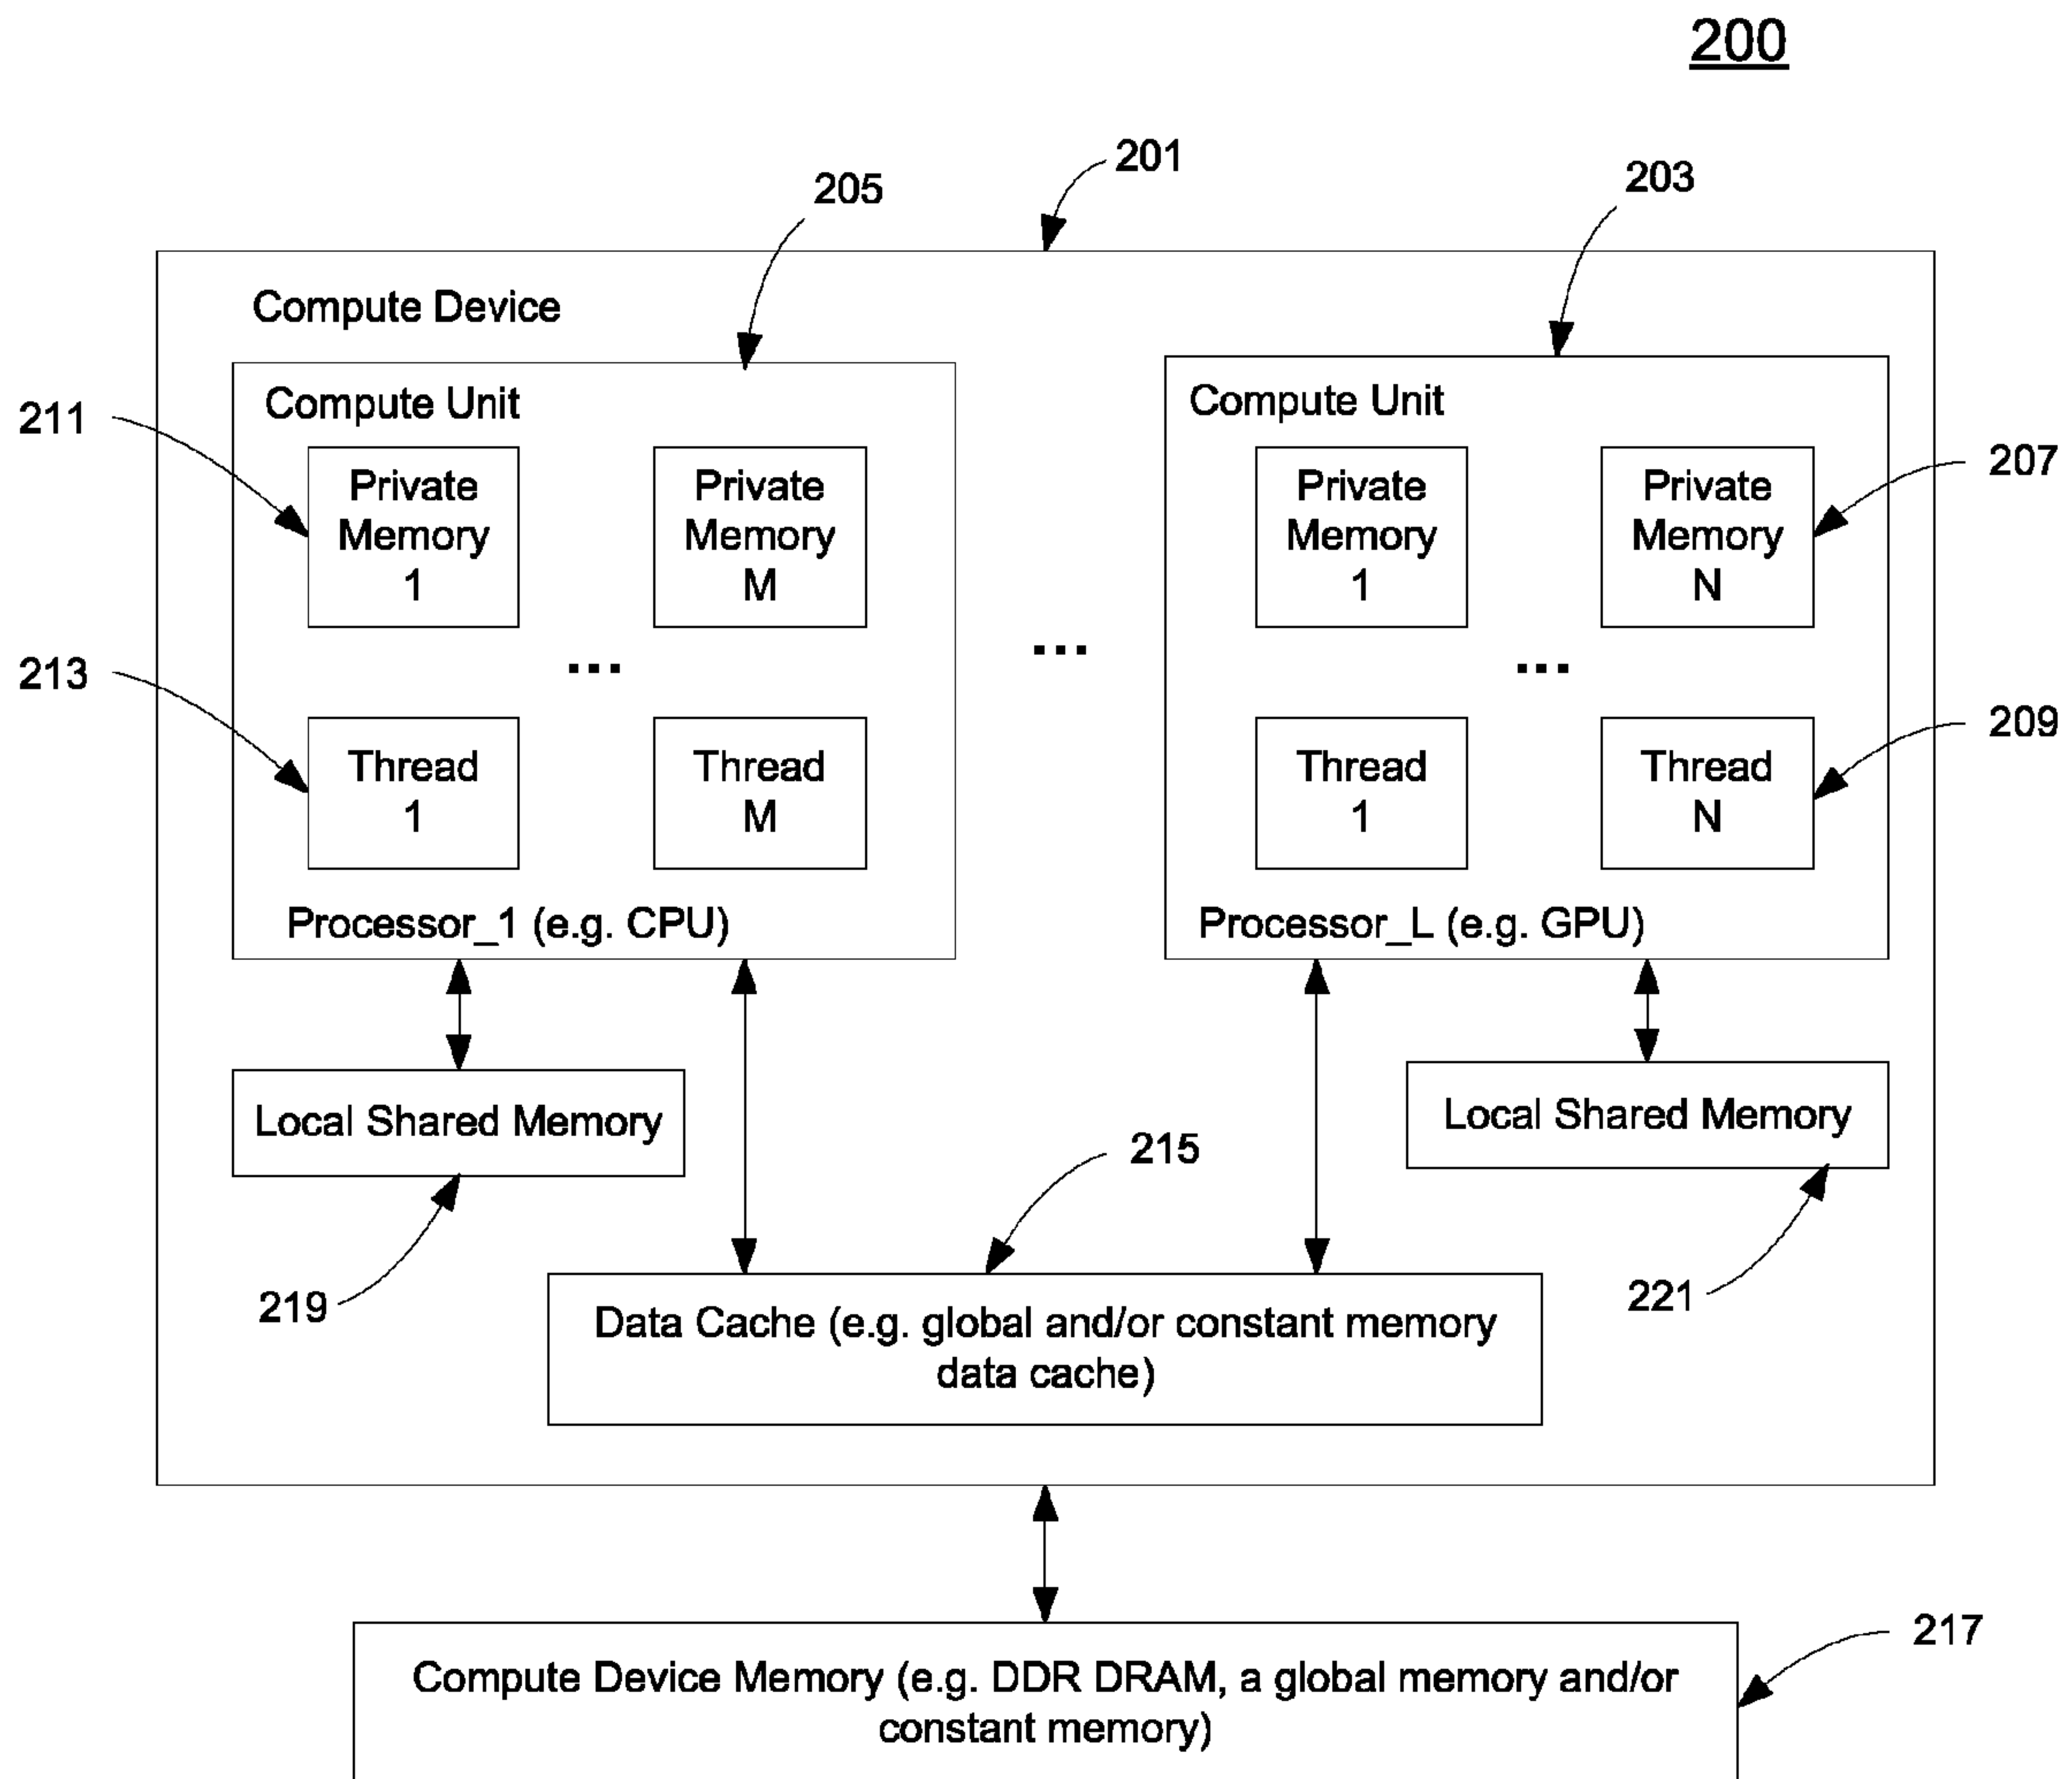 200
201
205
203
Compute Device
Compute Unit
Compute Unit
211
Private
Memory
1
Private
Memory
M
Private
Memory
1
Private
Memory
N
207
...
...
...
213
Thread
1
Thread
M
Thread
1
Thread
N
209
Processor_1 (e.g. CPU)
Processor_L (e.g. GPU)
Local Shared Memory
Local Shared Memory
215
219
221
Data Cache (e.g. global and/or constant memory
data cache)
217
Compute Device Memory (e.g. DDR DRAM, a global memory and/or
constant memory)